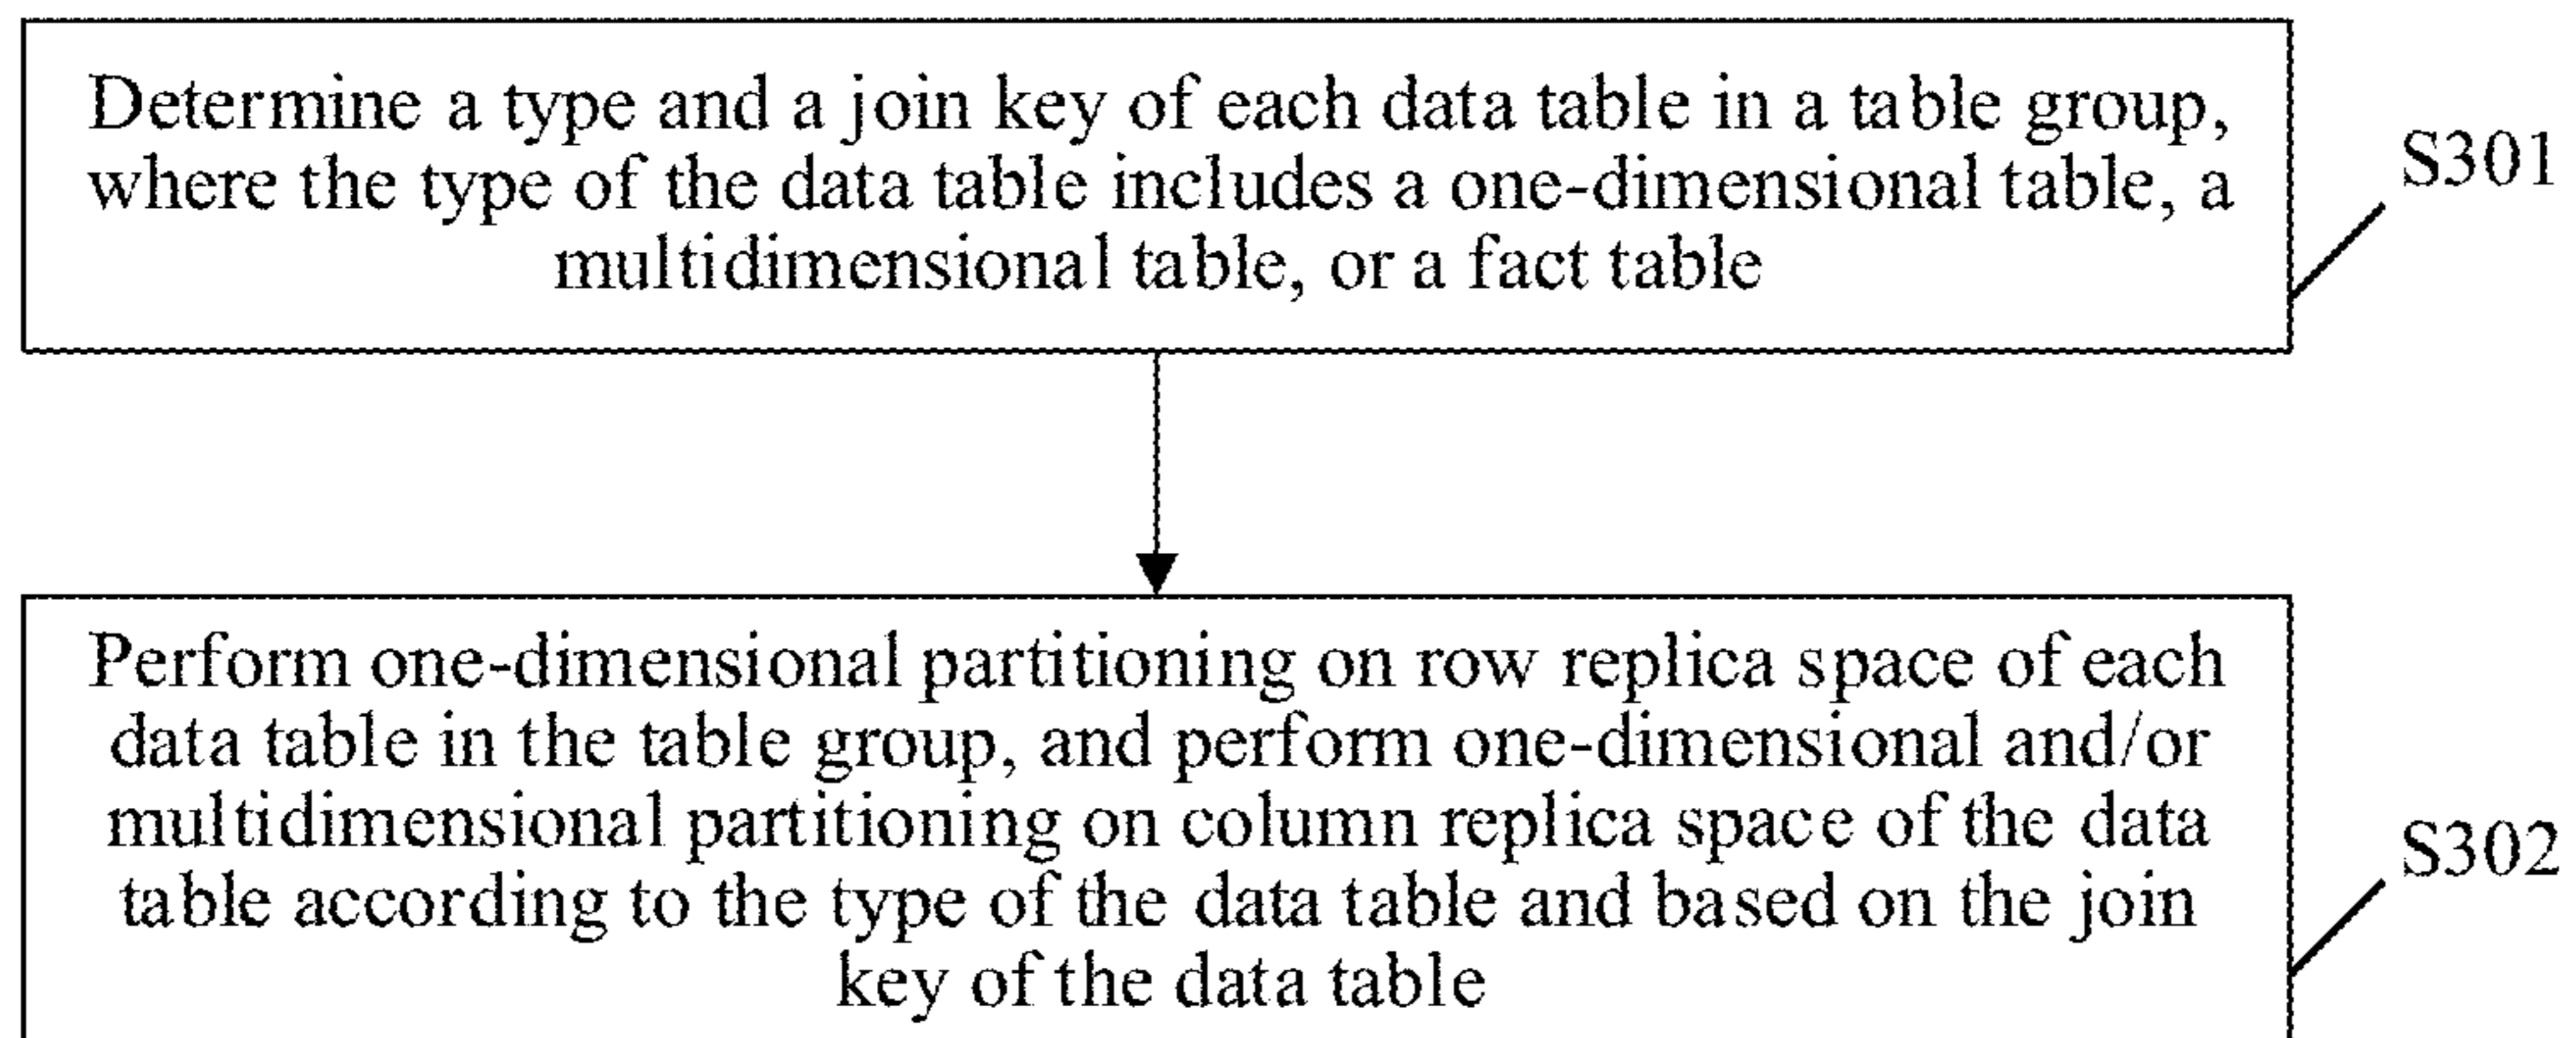 Determine a type and a join key of each data table in a table group,
where the type of the data table includes a one-dimensional table, a
multidimensional table, or a fact table
S301
Perform one-dimensional partitioning on row replica space of each
data table in the table group, and perform one-dimensional and/or
multidimensional partitioning on column replica space of the data
table according to the type of the data table and based on the join
key of the data table
S302